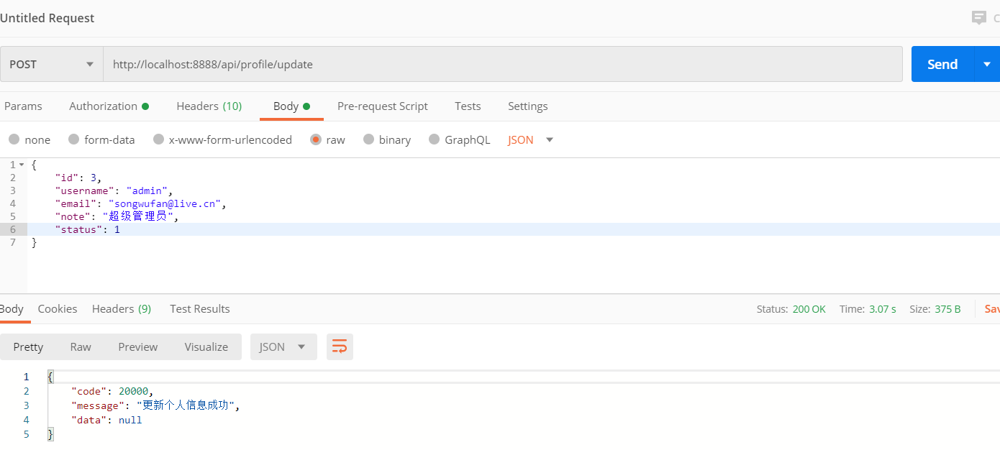 Untitled Request
C
POST http://localhost:8888/api/profile/update Send
Params Authorization Headers (10) Body Pre-request Script Tests Settings
none form-data x-www-form-urlencoded raw binary GraphQL JSON
1 {
2 "id": 3,
3 "username": "admin",
4 "email": "songwufan@live.cn",
5 "note": "超级管理员",
6 "status": 1
7 }
Body Cookies Headers (9) Test Results Status: 200 OK Time: 3.07 s Size: 375 B Sav
Pretty Raw Preview Visualize JSON
1 {
2 "code": 20000,
3 "message": "更新个人信息成功",
4 "data": null
5 }